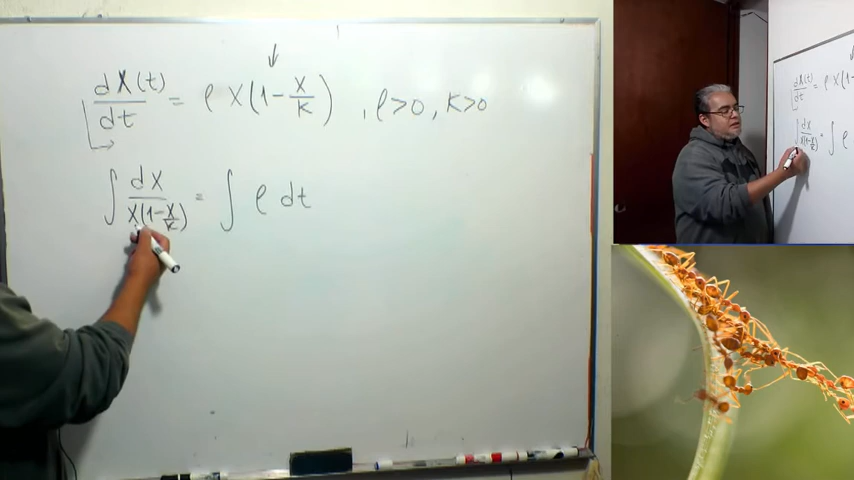 dX(t)/dt = ρ X(1 - X/K) , ρ>0 , K>0
∫ dX/X(1-X/K) = ∫ ρ dt